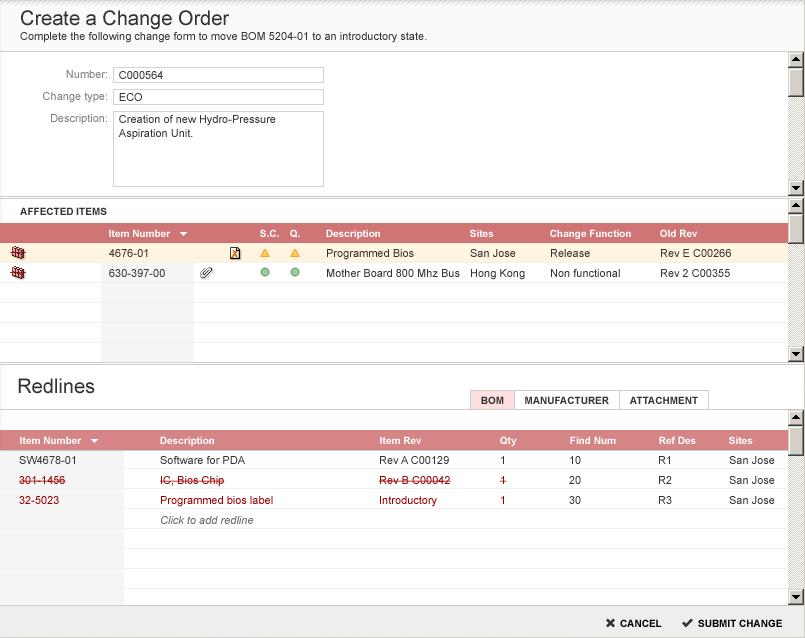 Create a Change Order
Complete the following change form to move BOM 5204-01 to an introductory state.
Number: C000564
Change type: ECO
Description: Creation of new Hydro-Pressure
Aspiration Unit.
AFFECTED ITEMS
Item Number S.C. Q. Description Sites Change Function Old Rev
4676-01 Programmed Bios San Jose Release Rev E C00266
630-397-00 Mother Board 800 Mhz Bus Hong Kong Non functional Rev 2 C00355
Redlines
BOM MANUFACTURER ATTACHMENT
Item Number Description Item Rev Qty Find Num Ref Des Sites
SW4678-01 Software for PDA Rev A C00129 1 10 R1 San Jose
301-1456 IC, Bios Chip Rev B C00042 1 20 R2 San Jose
32-5023 Programmed bios label Introductory 1 30 R3 San Jose
Click to add redline
CANCEL SUBMIT CHANGE